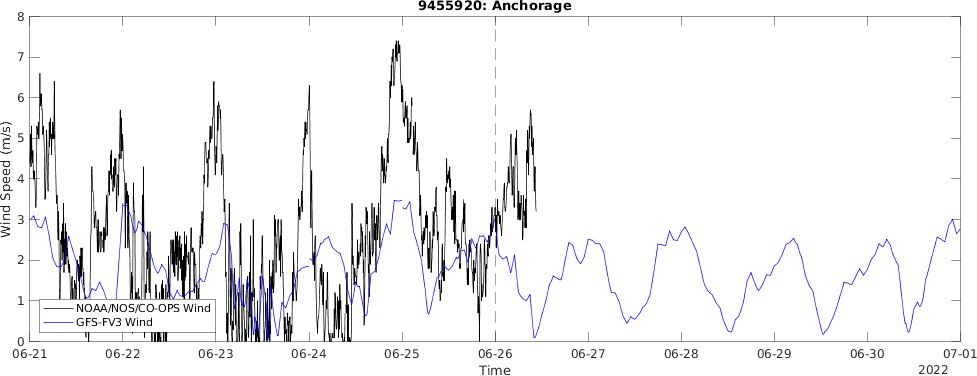 9455920: Anchorage
8
7
6
5
4
3
2
1
0
Wind Speed (m/s)
NOAA/NOS/CO-OPS Wind
GFS-FV3 Wind
06-21 06-22 06-23 06-24 06-25 06-26 06-27 06-28 06-29 06-30 07-01
Time
2022